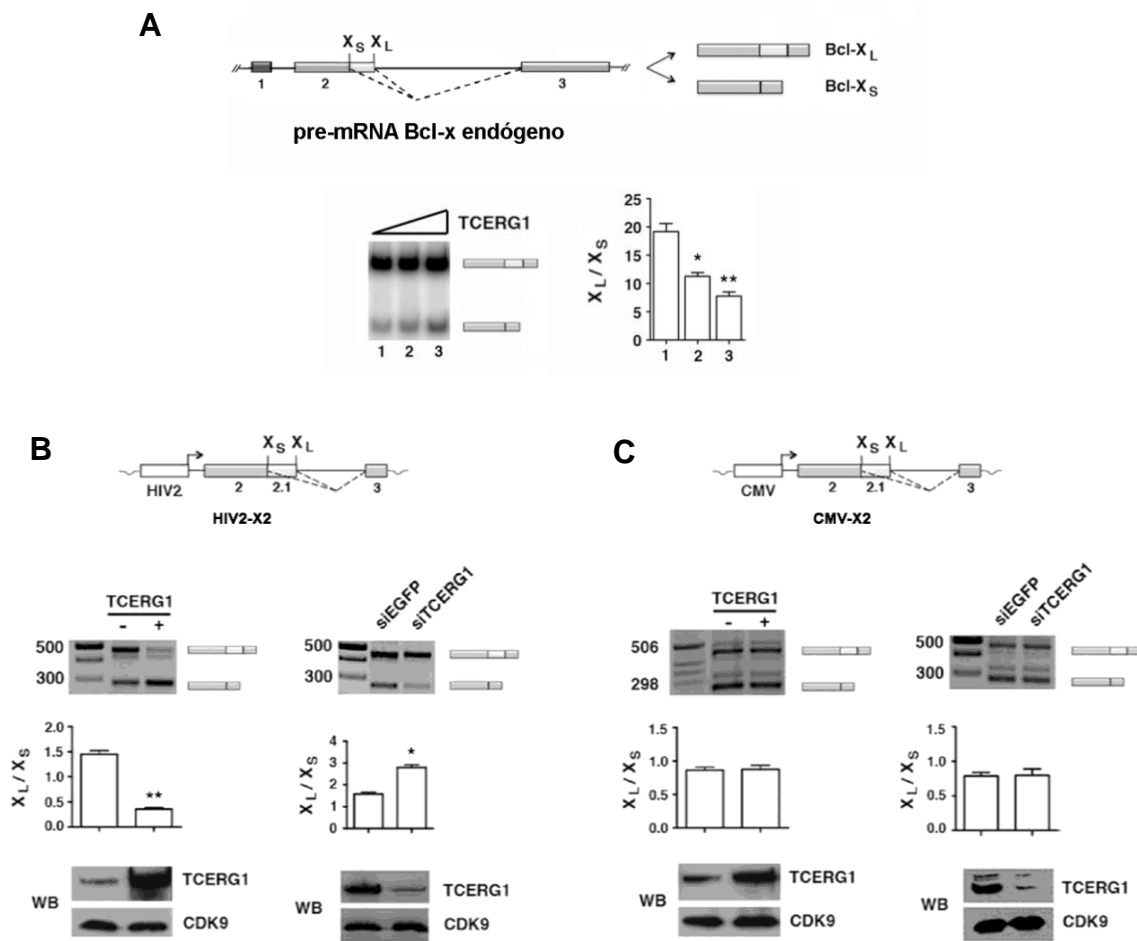 A
X_S X_L
1 2 3
Bcl-X_L
Bcl-X_S
pre-mRNA Bcl-x endógeno
TCERG1
1 2 3
X_L / X_S
25
20
15
10
5
0
* **
1 2 3
B
X_S X_L
HIV2 2 2.1 3
HIV2-X2
TCERG1
- +
500
300
siEGFP siTCERG1
500
300
X_L / X_S
2.0
1.5
1.0
0.5
0.0
**
X_L / X_S
4
3
2
1
0
*
WB
TCERG1
CDK9
WB
TCERG1
CDK9
C
X_S X_L
CMV 2 2.1 3
CMV-X2
TCERG1
- +
506
298
siEGFP siTCERG1
500
300
X_L / X_S
1.5
1.0
0.5
0.0
X_L / X_S
1.5
1.0
0.5
0.0
WB
TCERG1
CDK9
WB
TCERG1
CDK9